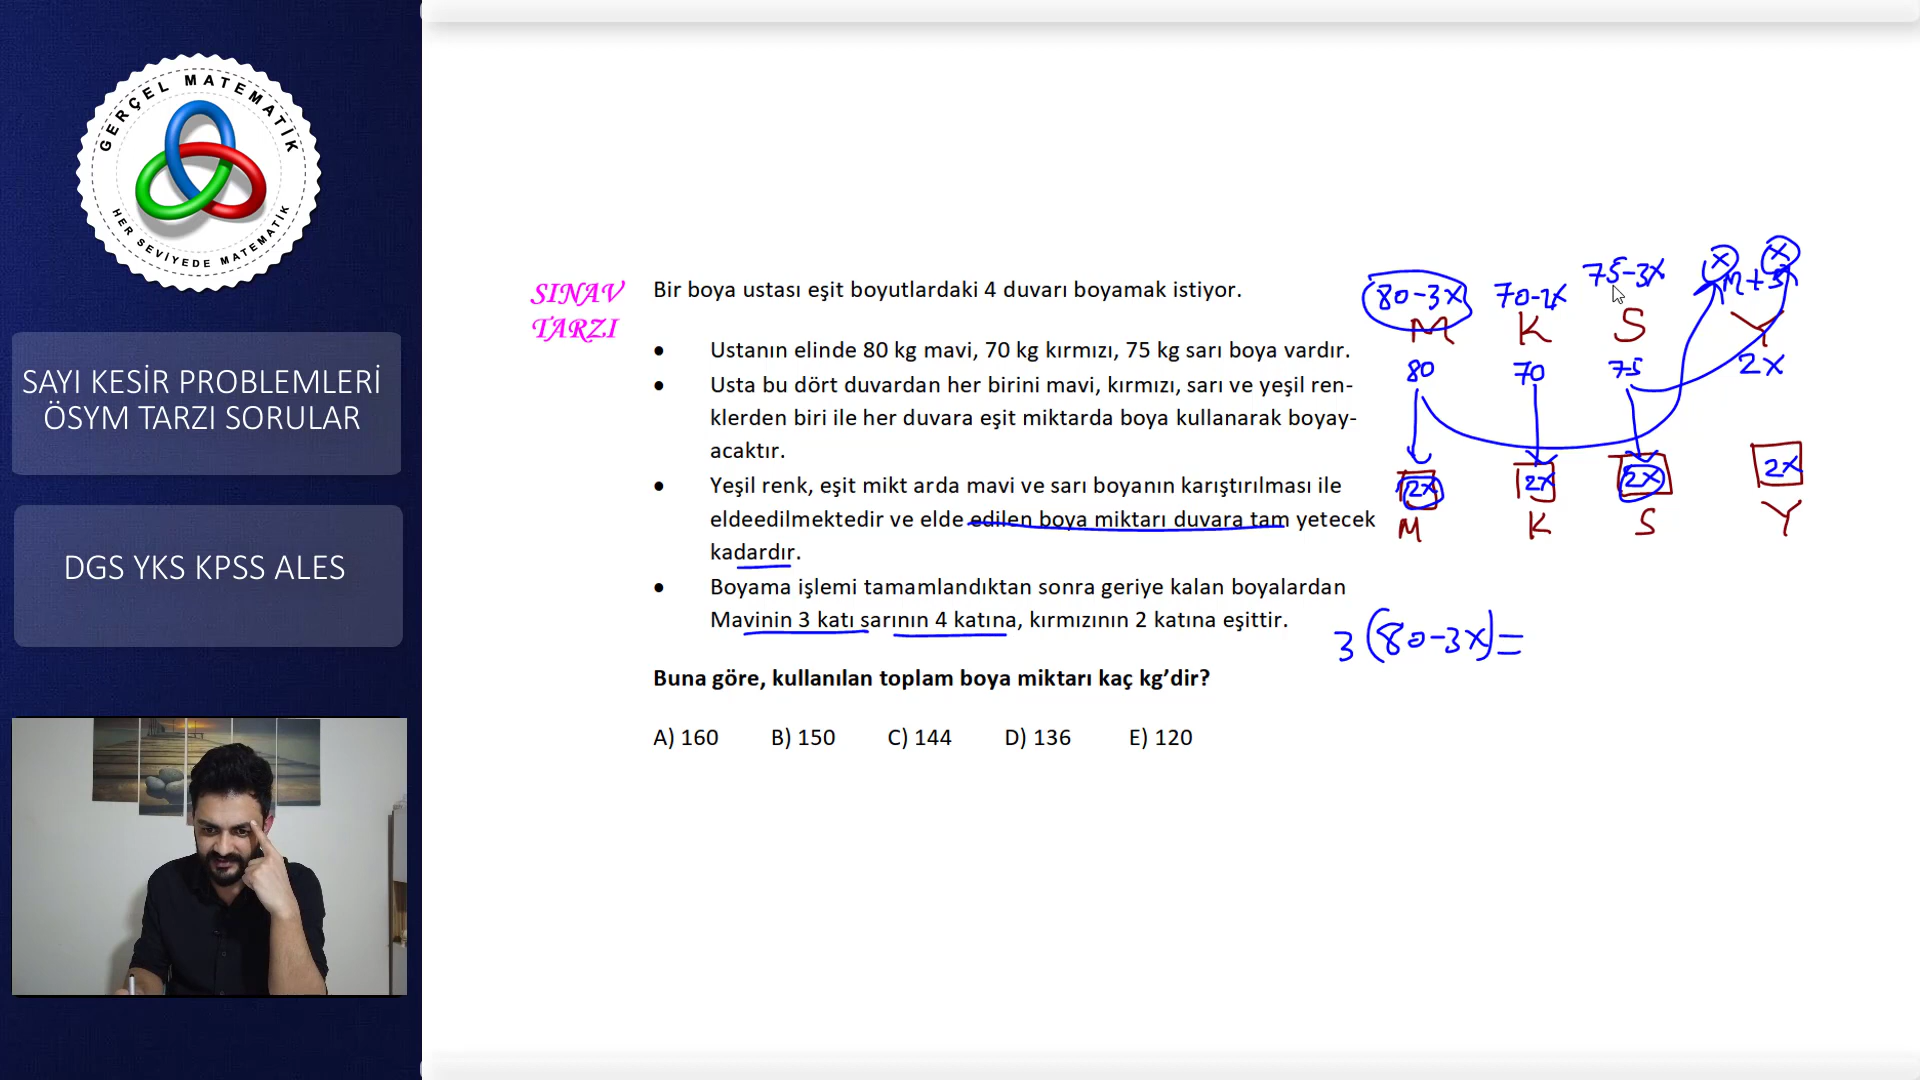 GERÇEL MATEMATİK
HER SEVİYEDE MATEMATİK
SAYI KESİR PROBLEMLERİ
ÖSYM TARZI SORULAR
DGS YKS KPSS ALES
SINAV
TARZI
Bir boya ustası eşit boyutlardaki 4 duvarı boyamak istiyor.
• Ustanın elinde 80 kg mavi, 70 kg kırmızı, 75 kg sarı boya vardır.
• Usta bu dört duvardan her birini mavi, kırmızı, sarı ve yeşil ren-
klerden biri ile her duvara eşit miktarda boya kullanarak boyay-
acaktır.
• Yeşil renk, eşit mikt arda mavi ve sarı boyanın karıştırılması ile
eldeedilmektedir ve elde edilen boya miktarı duvara tam yetecek
kadardır.
• Boyama işlemi tamamlandıktan sonra geriye kalan boyalardan
Mavinin 3 katı sarının 4 katına, kırmızının 2 katına eşittir.
Buna göre, kullanılan toplam boya miktarı kaç kg’dir?
A) 160 B) 150 C) 144 D) 136 E) 120
x x
80-3x 70-2x 75-3x
M K S Y
80 70 75 2x
2x 2x 2x 2x
M K S Y
3(80-3x)=